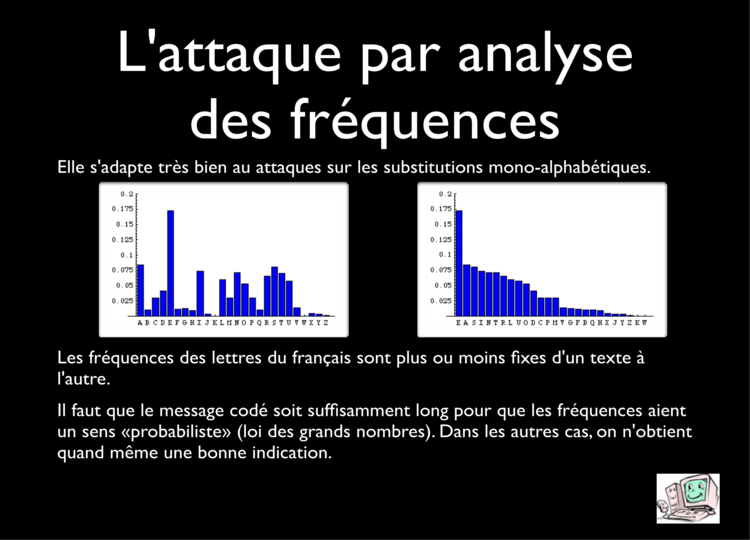 L'attaque par analyse
des fréquences
Elle s'adapte très bien au attaques sur les substitutions mono-alphabétiques.
0.2
0.175
0.15
0.125
0.1
0.075
0.05
0.025
A B C D E F G H I J K L M N O P Q R S T U V W X Y Z
0.2
0.175
0.15
0.125
0.1
0.075
0.05
0.025
E A S I N T R L U O D C P M V G F B Q H X J Y Z K W
Les fréquences des lettres du français sont plus ou moins fixes d'un texte à
l'autre.
Il faut que le message codé soit suffisamment long pour que les fréquences aient
un sens «probabiliste» (loi des grands nombres). Dans les autres cas, on n'obtient
quand même une bonne indication.